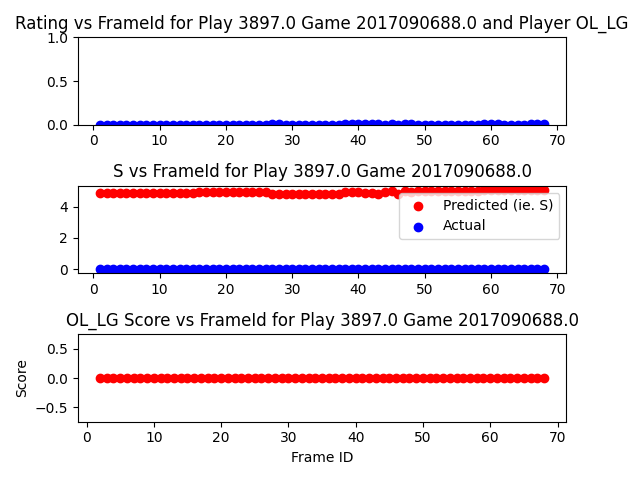 Rating vs FrameId for Play 3897.0 Game 2017090688.0 and Player OL_LG
1.0
0.5
0.0
0 10 20 30 40 50 60 70
S vs FrameId for Play 3897.0 Game 2017090688.0
4
2
0
Predicted (ie. S)
Actual
0 10 20 30 40 50 60 70
OL_LG Score vs FrameId for Play 3897.0 Game 2017090688.0
Score
0.5
0.0
−0.5
0 10 20 30 40 50 60 70
Frame ID